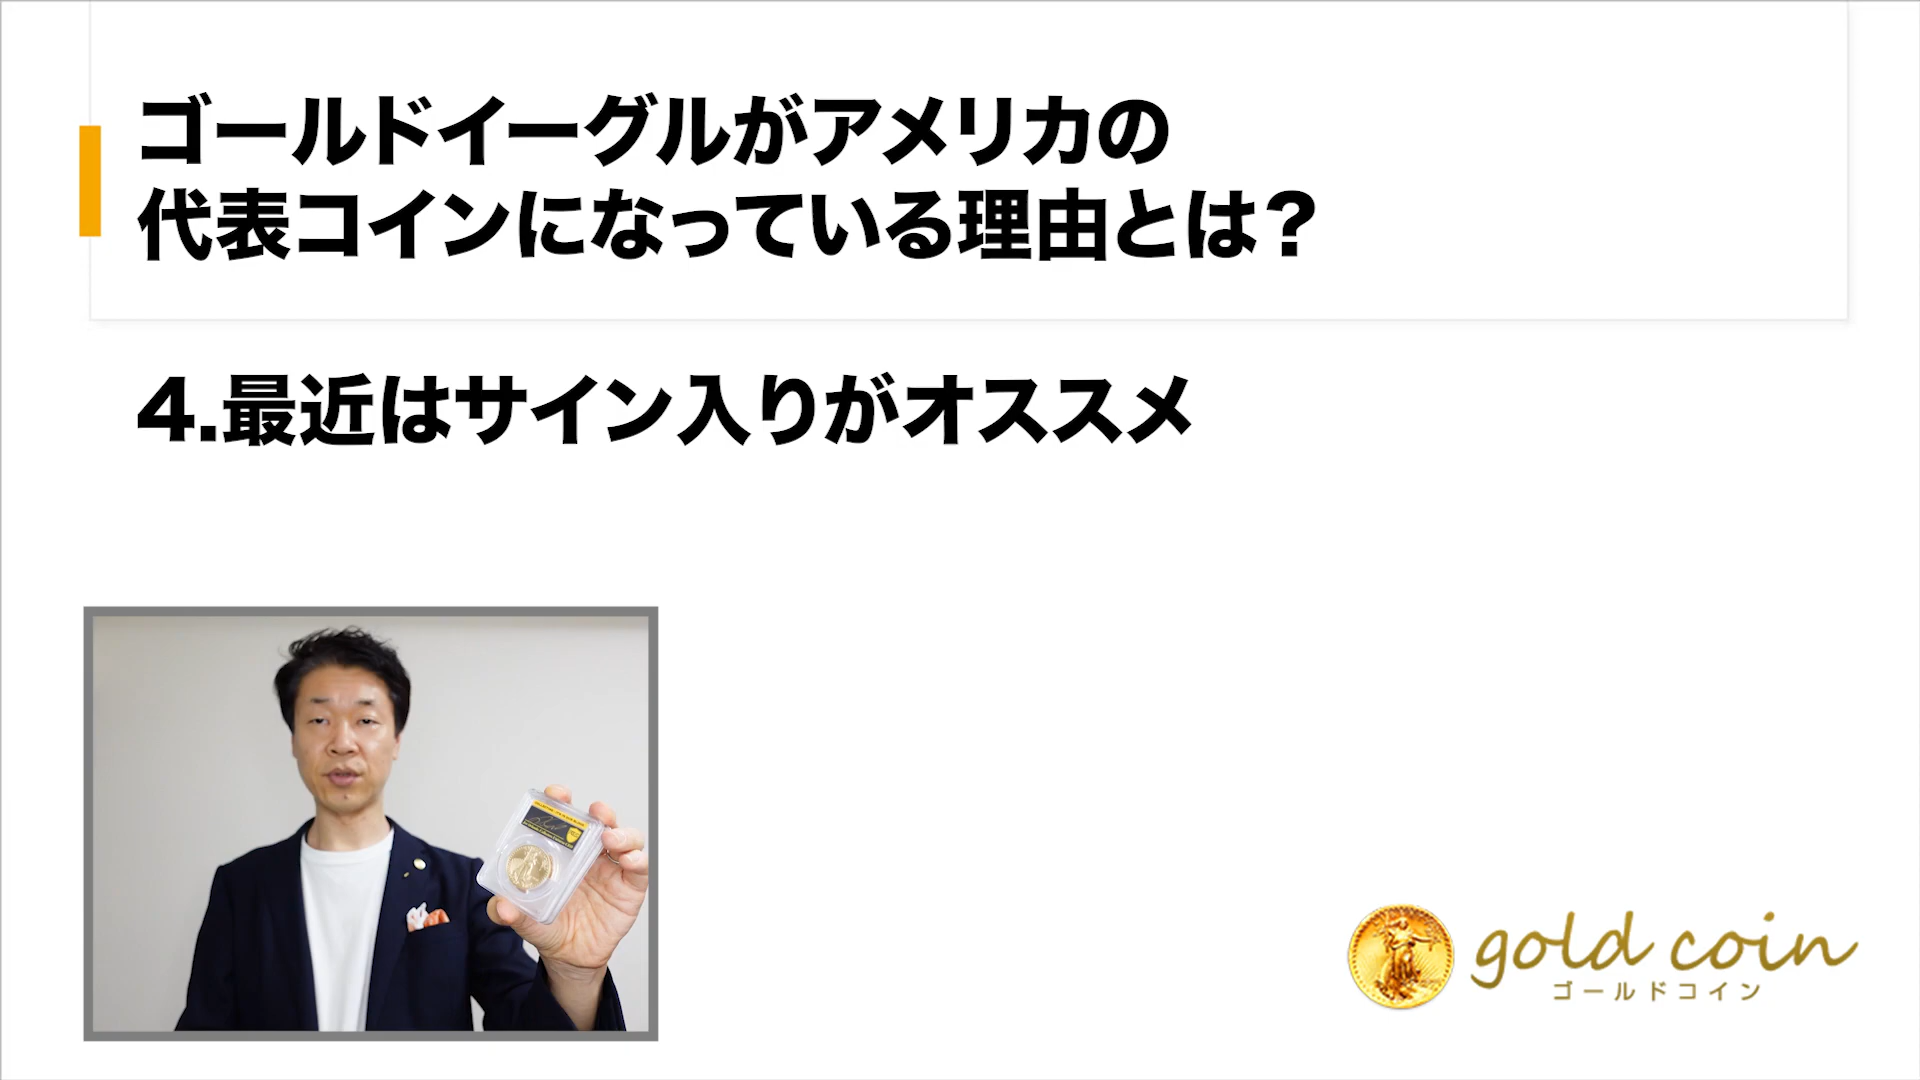 ゴールドイーグルがアメリカの
代表コインになっている理由とは？
4.最近はサイン入りがオススメ
gold coin
ゴールドコイン